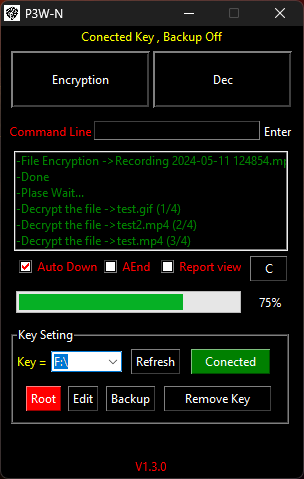 P3W-N
Conected Key , Backup Off
Encryption Dec
Command Line Enter
-File Encryption ->Recording 2024-05-11 124854.mp
-Done
-Plase Wait...
-Decrypt the file ->test.gif (1/4)
-Decrypt the file ->test2.mp4 (2/4)
-Decrypt the file ->test.mp4 (3/4)
Auto Down AEnd Report view C
75%
Key Seting
Key = F:\ Refresh Conected
Root Edit Backup Remove Key
V1.3.0